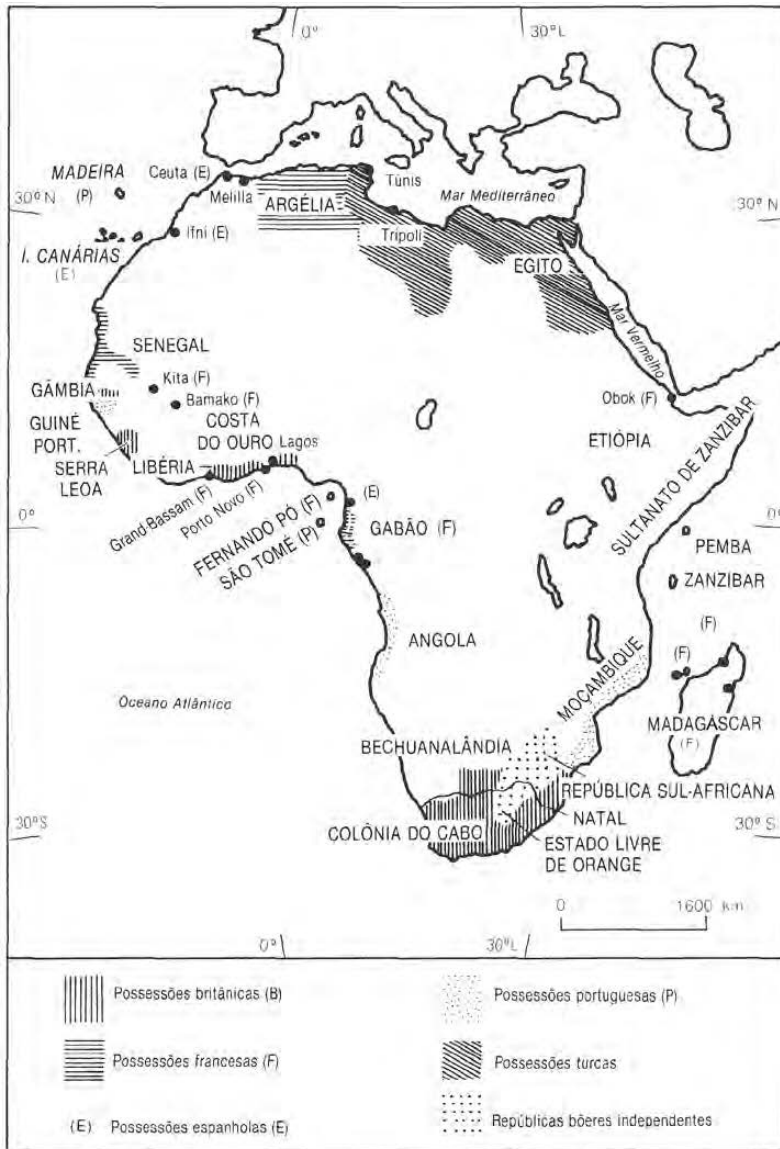 0°
30° L
MADEIRA
(P)
Ceuta (E)
Melilla
Túnis
Mar Mediterrâneo
30° N
ARGÉLIA
30° N
Ifni (E)
Trípoli
I. CANÁRIAS
(E)
EGITO
Mar Vermelho
SENEGAL
Kita (F)
GÂMBIA
Bamako (F)
Obok (F)
GUINÉ
PORT.
COSTA
DO OURO
Lagos
ETIÓPIA
SERRA
LEOA
LIBÉRIA
SULTANATO DE ZANZIBAR
Grand-Bassam (F)
Porto Novo (F)
(E)
0°
FERNANDO PÓ (F)
GABÃO (F)
0°
SÃO TOMÉ (P)
PEMBA
ZANZIBAR
(F)
ANGOLA
(F)
MOÇAMBIQUE
Oceano Atlântico
MADAGÁSCAR
(F)
BECHUANALÂNDIA
REPÚBLICA SUL-AFRICANA
NATAL
30° S
COLÔNIA DO CABO
ESTADO LIVRE
DE ORANGE
30° S
0
1600 km
0°
30° L
Possessões britânicas (B)
Possessões portuguesas (P)
Possessões francesas (F)
Possessões turcas
(E) Possessões espanholas (E)
Repúblicas bôeres independentes